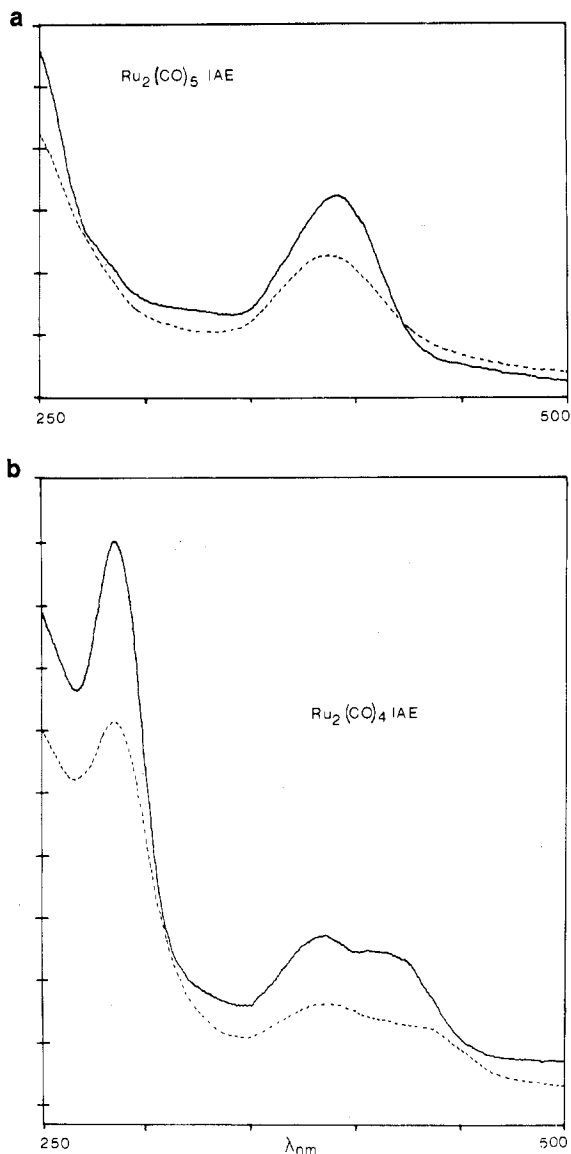 a
Ru₂(CO)₅ IAE
250 500
b
Ru₂(CO)₄ IAE
250 λnm 500